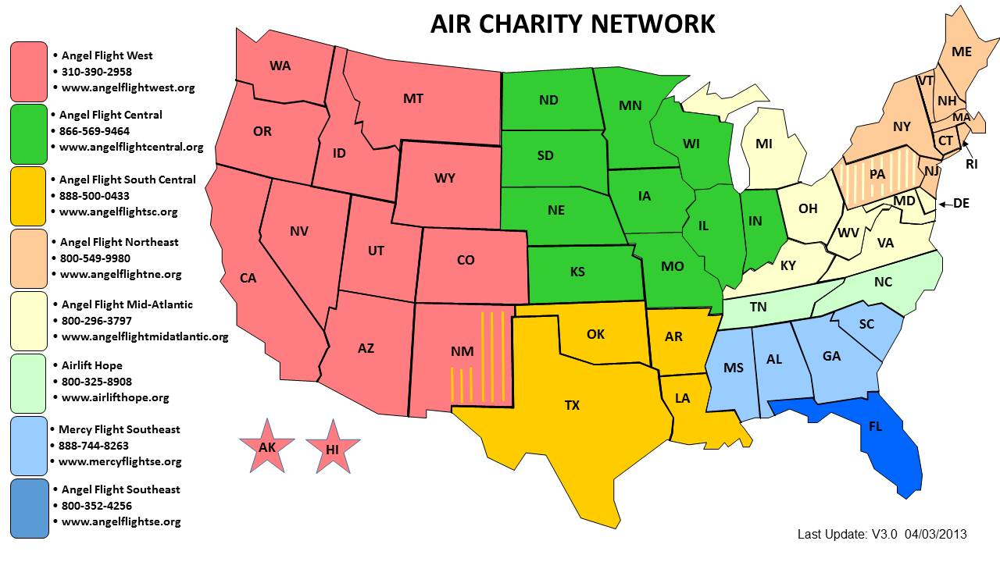 AIR CHARITY NETWORK
• Angel Flight West
• 310-390-2958
• www.angelflightwest.org
• Angel Flight Central
• 866-569-9464
• www.angelflightcentral.org
• Angel Flight South Central
• 888-500-0433
• www.angelflightsc.org
• Angel Flight Northeast
• 800-549-9980
• www.angelflightne.org
• Angel Flight Mid-Atlantic
• 800-296-3797
• www.angelflightmidatlantic.org
• Airlift Hope
• 800-325-8908
• www.airlifthope.org
• Mercy Flight Southeast
• 888-744-8263
• www.mercyflightse.org
• Angel Flight Southeast
• 800-352-4256
• www.angelflightse.org
WA
OR
ID
MT
WY
CA
NV
UT
CO
AZ
NM
AK
HI
ND
SD
NE
KS
MN
IA
MO
WI
IL
IN
OK
TX
AR
LA
MI
OH
KY
WV
VA
MD
DE
TN
NC
SC
MS
AL
GA
FL
PA
NY
NJ
CT
RI
MA
VT
NH
ME
Last Update: V3.0 04/03/2013